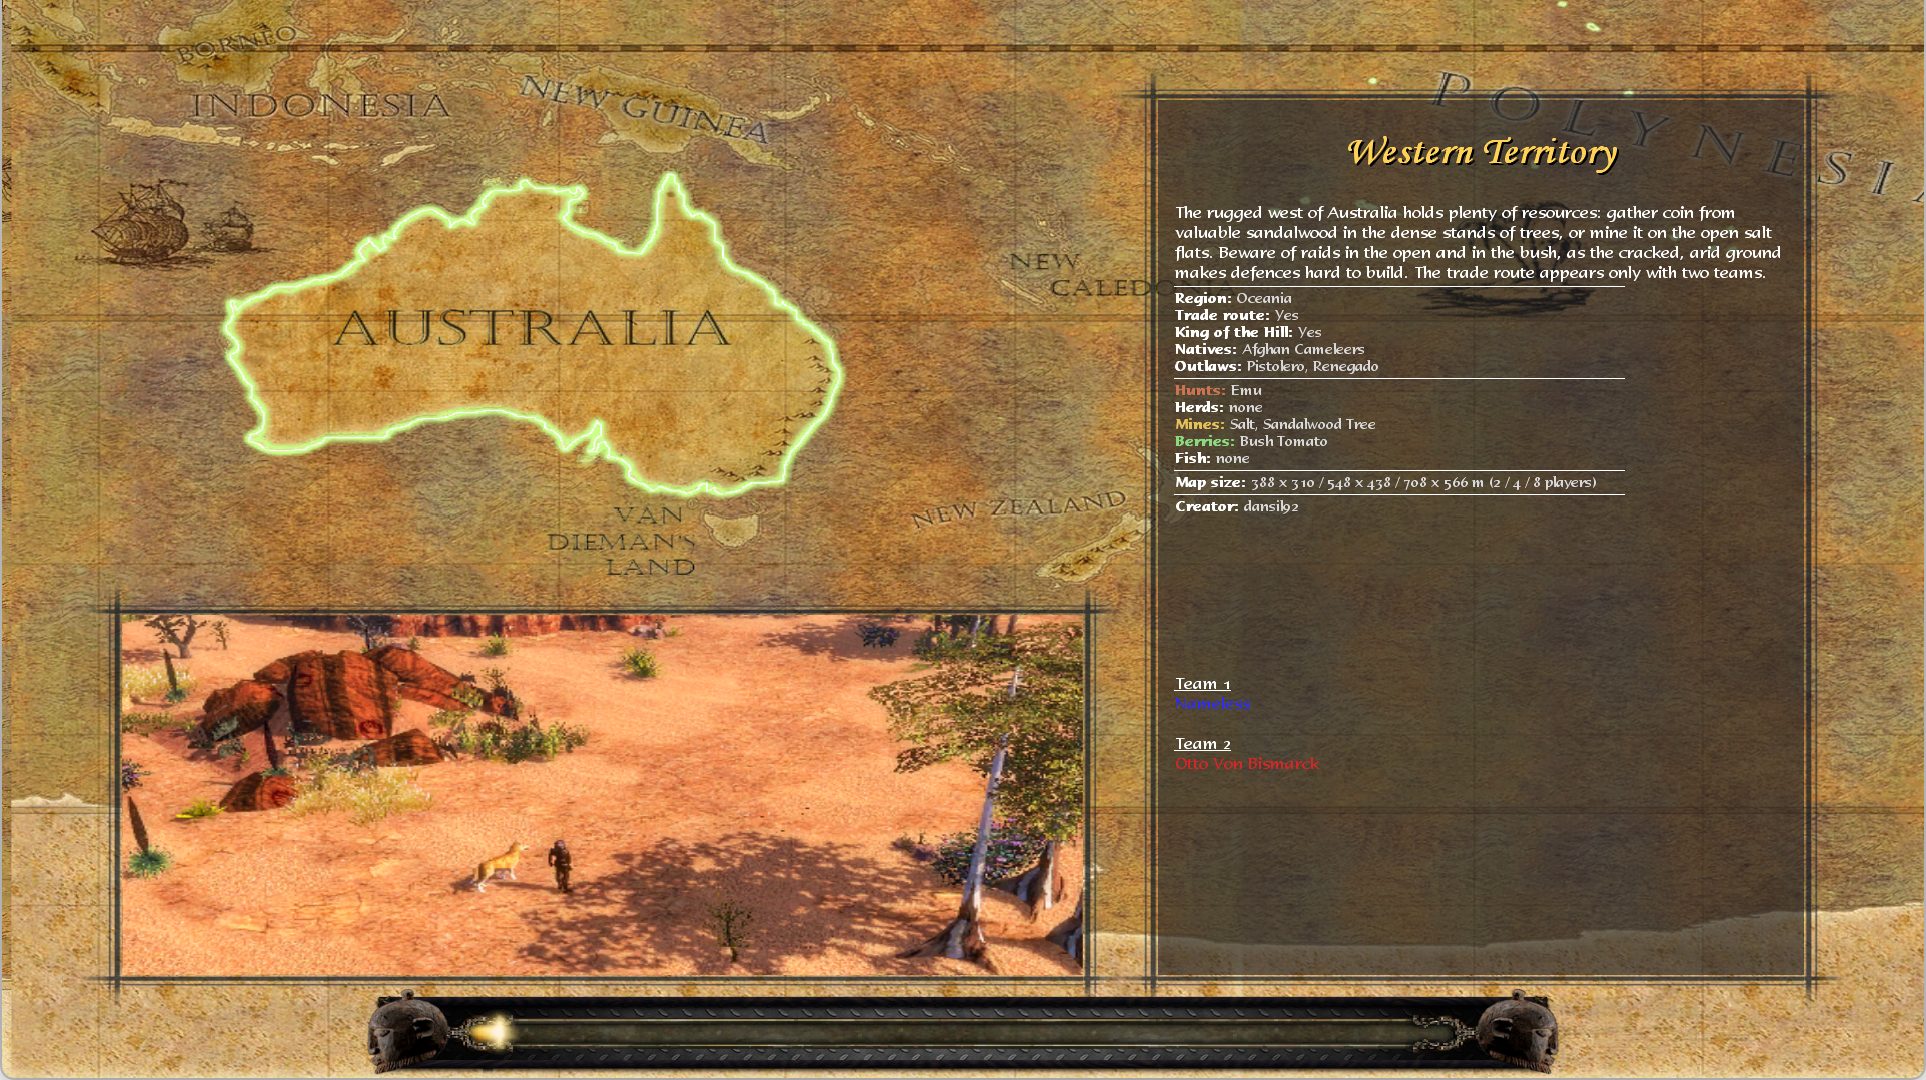 BORNEO
INDONESIA
NEW GUINEA
POLYNESI
AUSTRALIA
NEW
CALEDO
VAN
DIEMAN'S
LAND
NEW ZEALAND
Western Territory
The rugged west of Australia holds plenty of resources: gather coin from
valuable sandalwood in the dense stands of trees, or mine it on the open salt
flats. Beware of raids in the open and in the bush, as the cracked, arid ground
makes defences hard to build. The trade route appears only with two teams.
Region: Oceania
Trade route: Yes
King of the Hill: Yes
Natives: Afghan Cameleers
Outlaws: Pistolero, Renegado
Hunts: Emu
Herds: none
Mines: Salt, Sandalwood Tree
Berries: Bush Tomato
Fish: none
Map size: 388 x 310 / 548 x 438 / 708 x 566 m (2 / 4 / 8 players)
Creator: dansil92
Team 1
Nameless
Team 2
Otto Von Bismarck